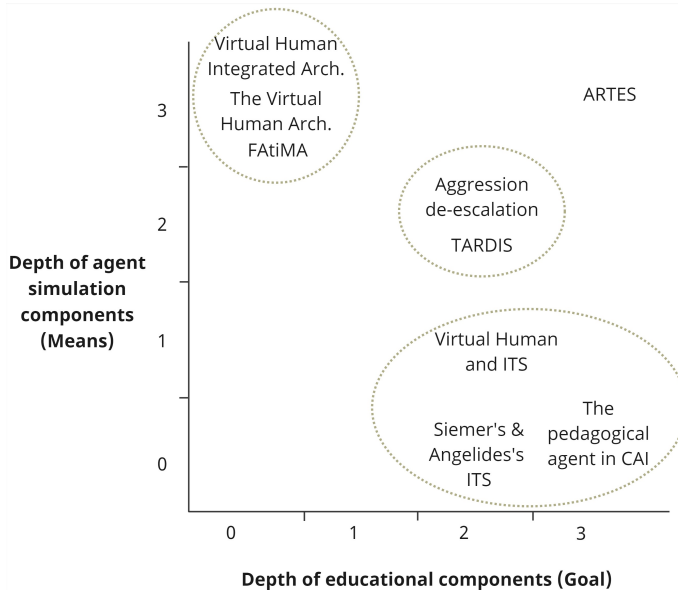 Virtual Human
Integrated Arch.
The Virtual
Human Arch.
FAtiMA
ARTES
Aggression
de-escalation
TARDIS
Virtual Human
and ITS
Siemer's &
Angelides's
ITS
The
pedagogical
agent in CAI
3
2
1
0
Depth of agent
simulation
components
(Means)
0
1
2
3
Depth of educational components (Goal)